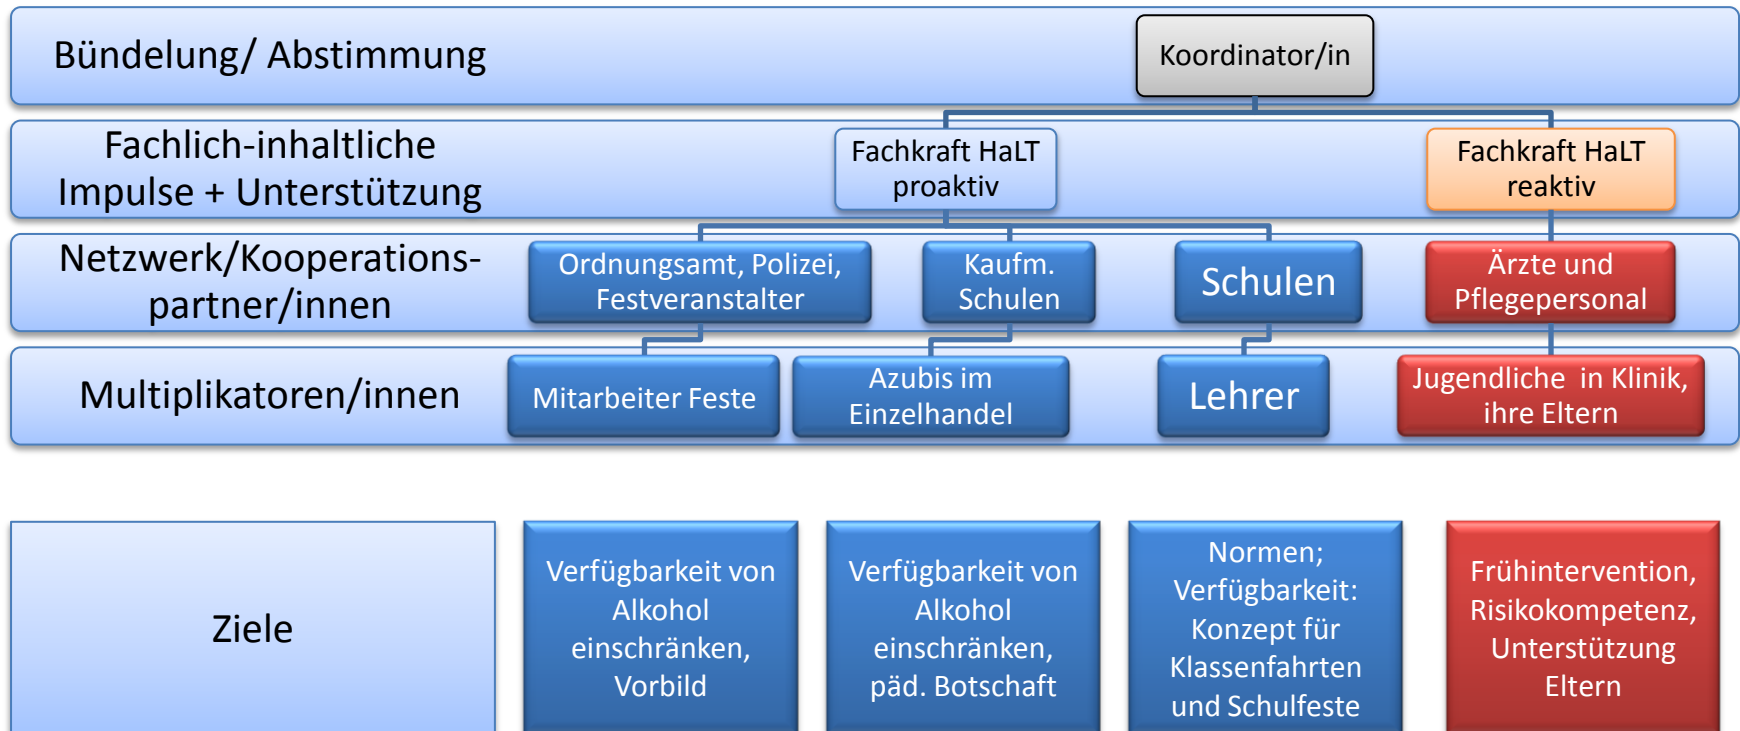 Bündelung/ Abstimmung
Koordinator/in
Fachlich-inhaltliche
Impulse + Unterstützung
Fachkraft HaLT
proaktiv
Fachkraft HaLT
reaktiv
Netzwerk/Kooperations-
partner/innen
Ordnungsamt, Polizei,
Festveranstalter
Kaufm.
Schulen
Schulen
Ärzte und
Pflegepersonal
Multiplikatoren/innen
Mitarbeiter Feste
Azubis im
Einzelhandel
Lehrer
Jugendliche in Klinik,
ihre Eltern
Ziele
Verfügbarkeit von
Alkohol
einschränken,
Vorbild
Verfügbarkeit von
Alkohol
einschränken,
päd. Botschaft
Normen;
Verfügbarkeit:
Konzept für
Klassenfahrten
und Schulfeste
Frühintervention,
Risikokompetenz,
Unterstützung
Eltern